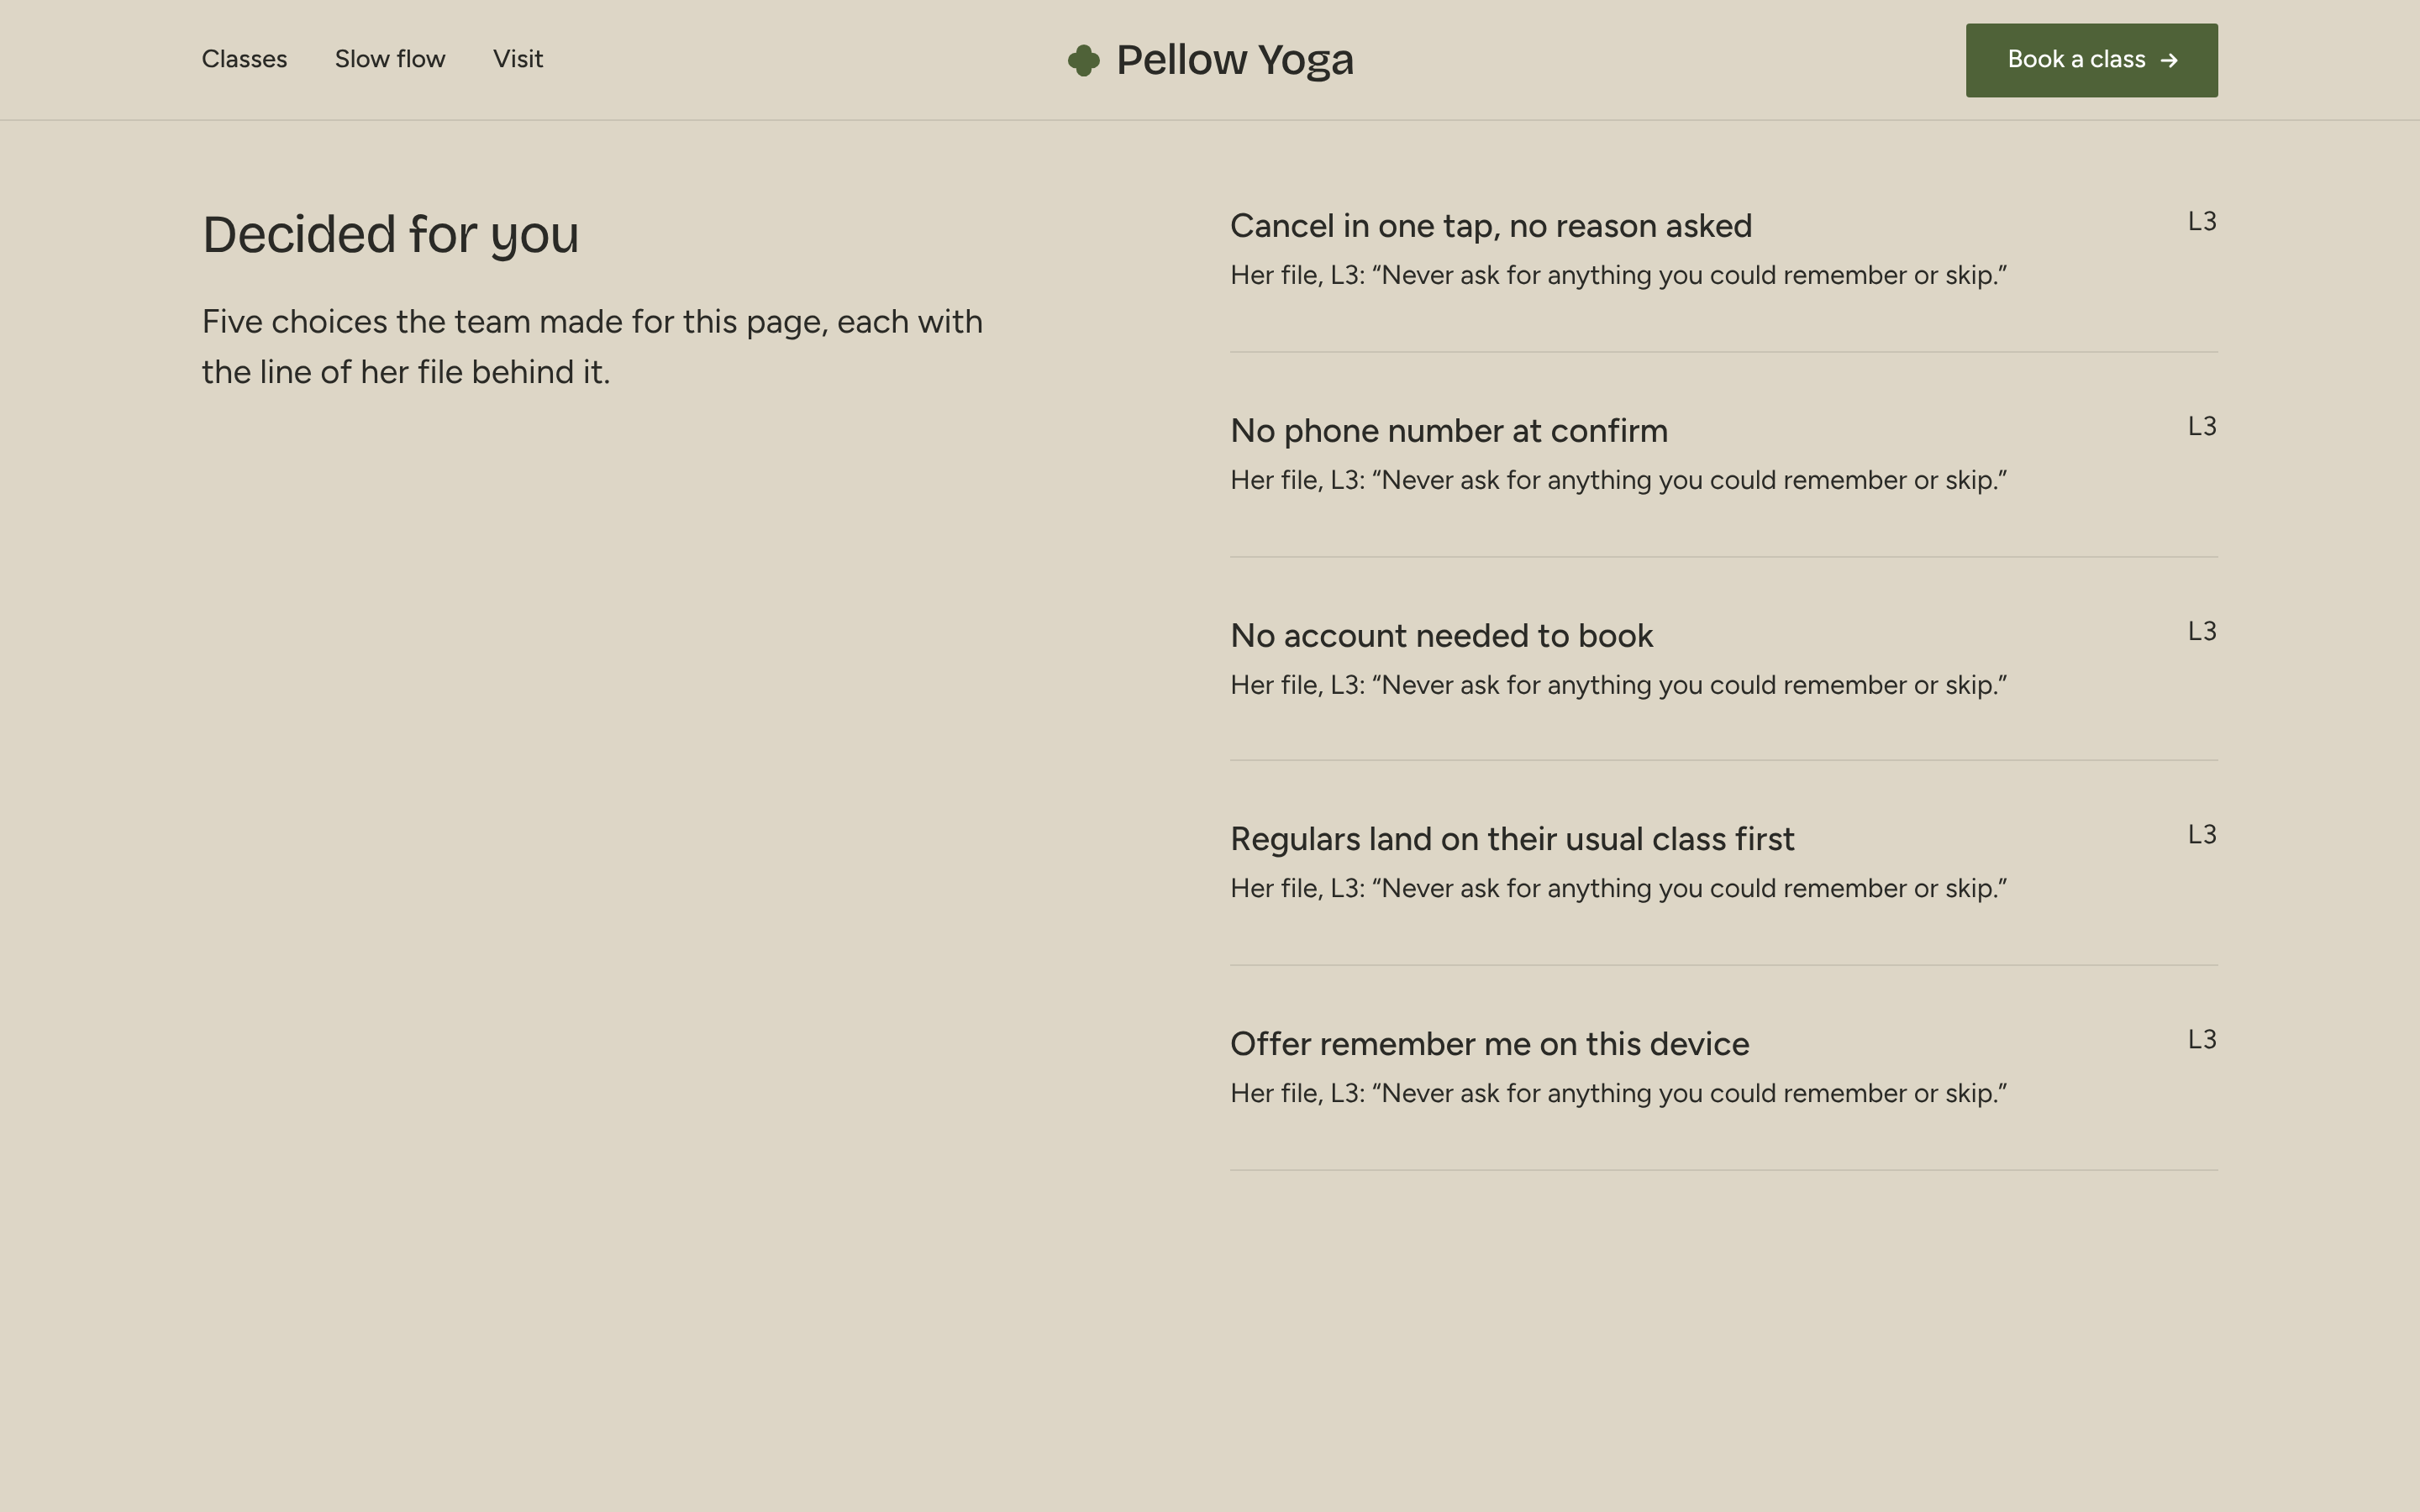 Classes
Slow flow
Visit
Pellow Yoga
Book a class →
Decided for you
Five choices the team made for this page, each with
the line of her file behind it.
Cancel in one tap, no reason asked
L3
Her file, L3: “Never ask for anything you could remember or skip.”
No phone number at confirm
L3
Her file, L3: “Never ask for anything you could remember or skip.”
No account needed to book
L3
Her file, L3: “Never ask for anything you could remember or skip.”
Regulars land on their usual class first
L3
Her file, L3: “Never ask for anything you could remember or skip.”
Offer remember me on this device
L3
Her file, L3: “Never ask for anything you could remember or skip.”